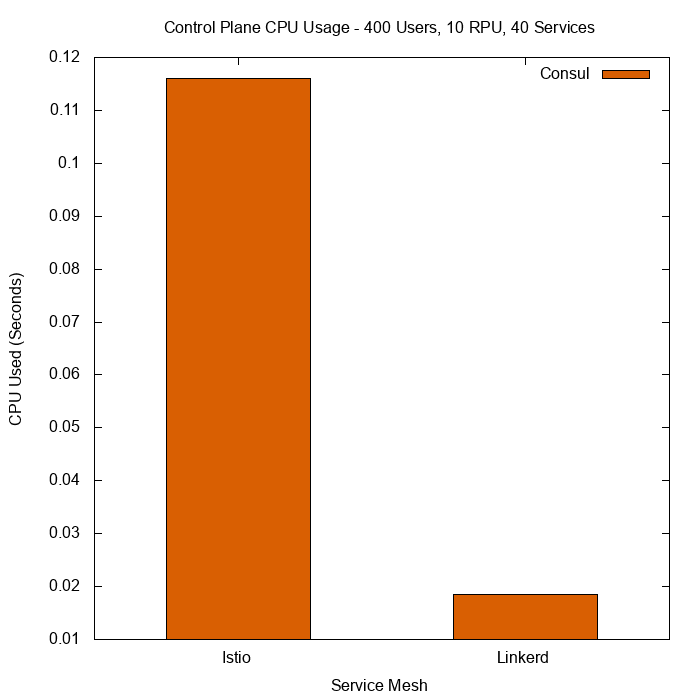 Control Plane CPU Usage - 400 Users, 10 RPU, 40 Services
0.12
0.11
0.1
0.09
0.08
0.07
0.06
0.05
0.04
0.03
0.02
0.01
CPU Used (Seconds)
Consul
Istio
Linkerd
Service Mesh